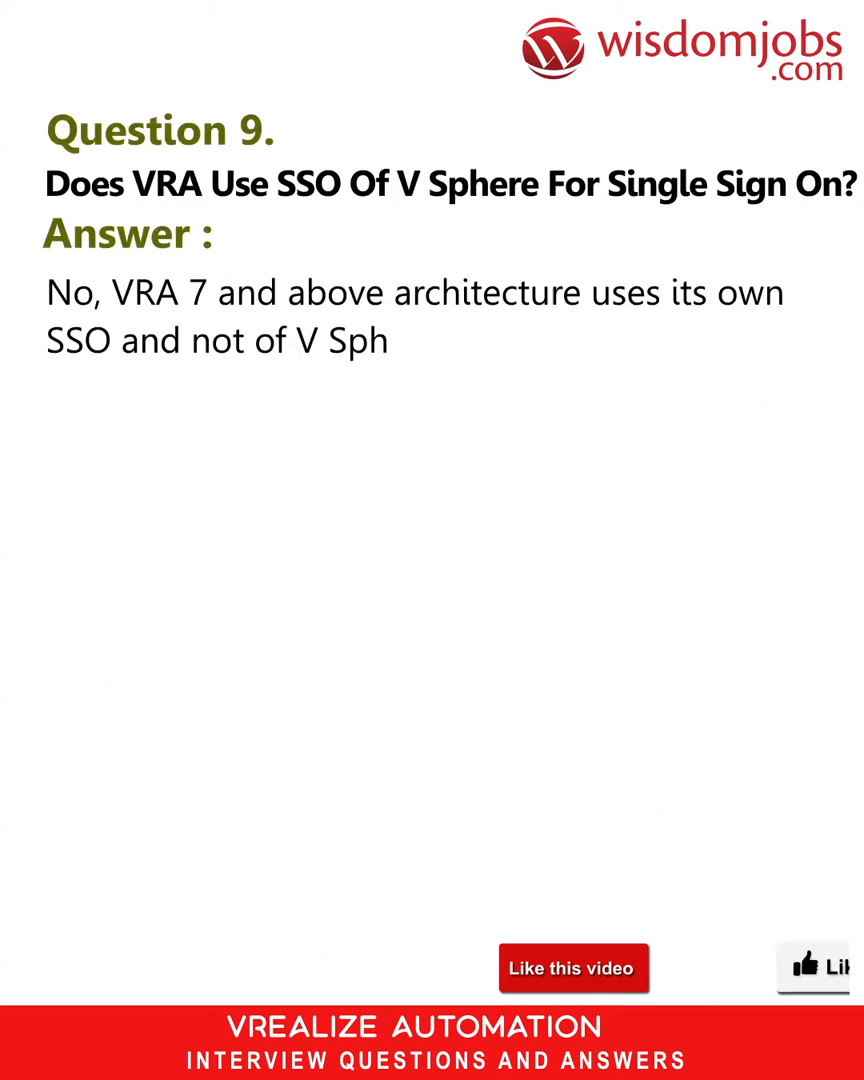 wisdomjobs
.com
Question 9.
Does VRA Use SSO Of V Sphere For Single Sign On?
Answer :
No, VRA 7 and above architecture uses its own
SSO and not of V Sph
Like this video
Lik
VREALIZE AUTOMATION
INTERVIEW QUESTIONS AND ANSWERS